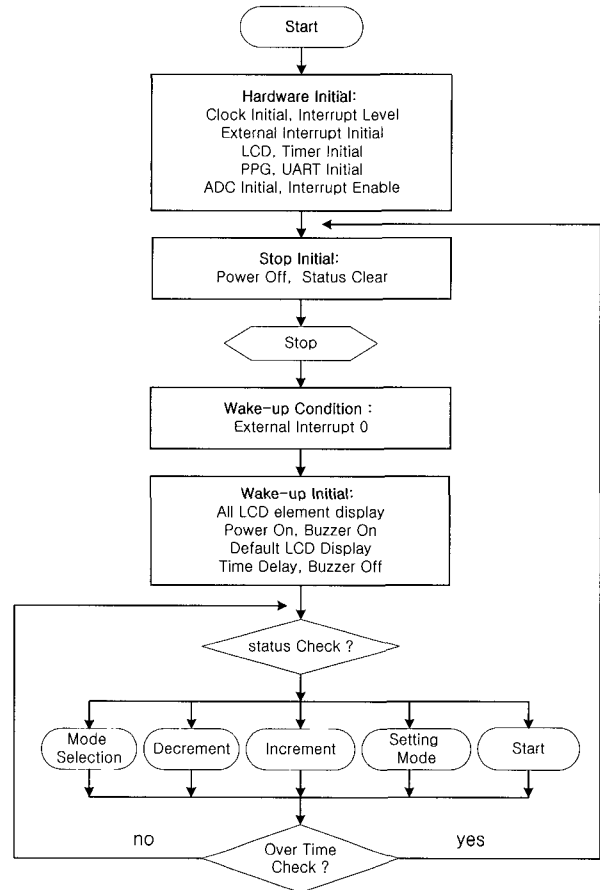 Start
Hardware Initial:
Clock Initial, Interrupt Level
External Interrupt Initial
LCD, Timer Initial
PPG, UART Initial
ADC Initial, Interrupt Enable
Stop Initial:
Power Off, Status Clear
Stop
Wake-up Condition :
External Interrupt 0
Wake-up Initial:
All LCD element display
Power On, Buzzer On
Default LCD Display
Time Delay, Buzzer Off
status Check ?
Mode
Selection
Decrement
Increment
Setting
Mode
Start
no
Over Time
Check ?
yes